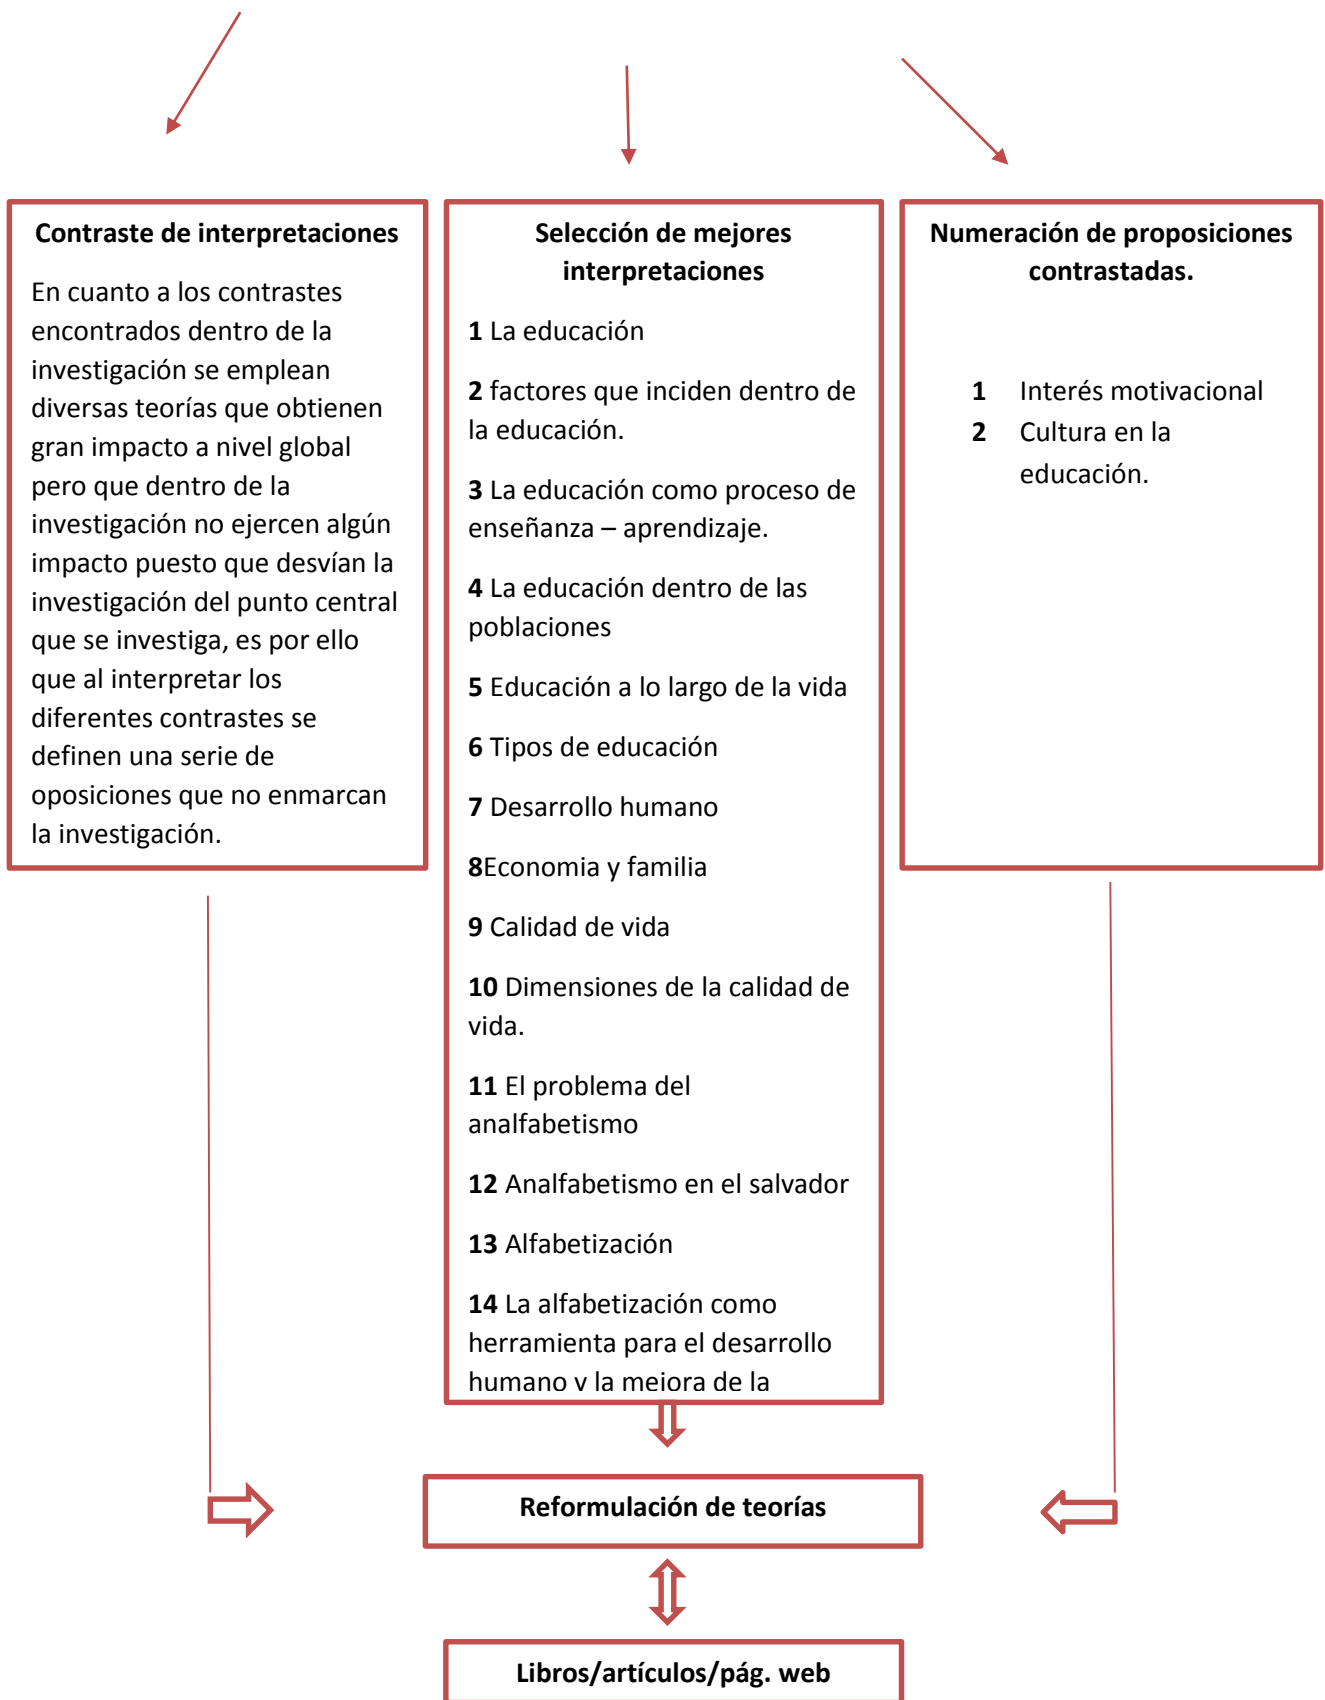 Contraste de interpretaciones
En cuanto a los contrastes
encontrados dentro de la
investigación se emplean
diversas teorías que obtienen
gran impacto a nivel global
pero que dentro de la
investigación no ejercen algún
impacto puesto que desvían la
investigación del punto central
que se investiga, es por ello
que al interpretar los
diferentes contrastes se
definen una serie de
oposiciones que no enmarcan
la investigación.
Selección de mejores
interpretaciones
1 La educación
2 factores que inciden dentro de
la educación.
3 La educación como proceso de
enseñanza – aprendizaje.
4 La educación dentro de las
poblaciones
5 Educación a lo largo de la vida
6 Tipos de educación
7 Desarrollo humano
8Economia y familia
9 Calidad de vida
10 Dimensiones de la calidad de
vida.
11 El problema del
analfabetismo
12 Analfabetismo en el salvador
13 Alfabetización
14 La alfabetización como
herramienta para el desarrollo
humano y la mejora de la
Numeración de proposiciones
contrastadas.
1 Interés motivacional
2 Cultura en la
educación.
Reformulación de teorías
Libros/artículos/pág. web